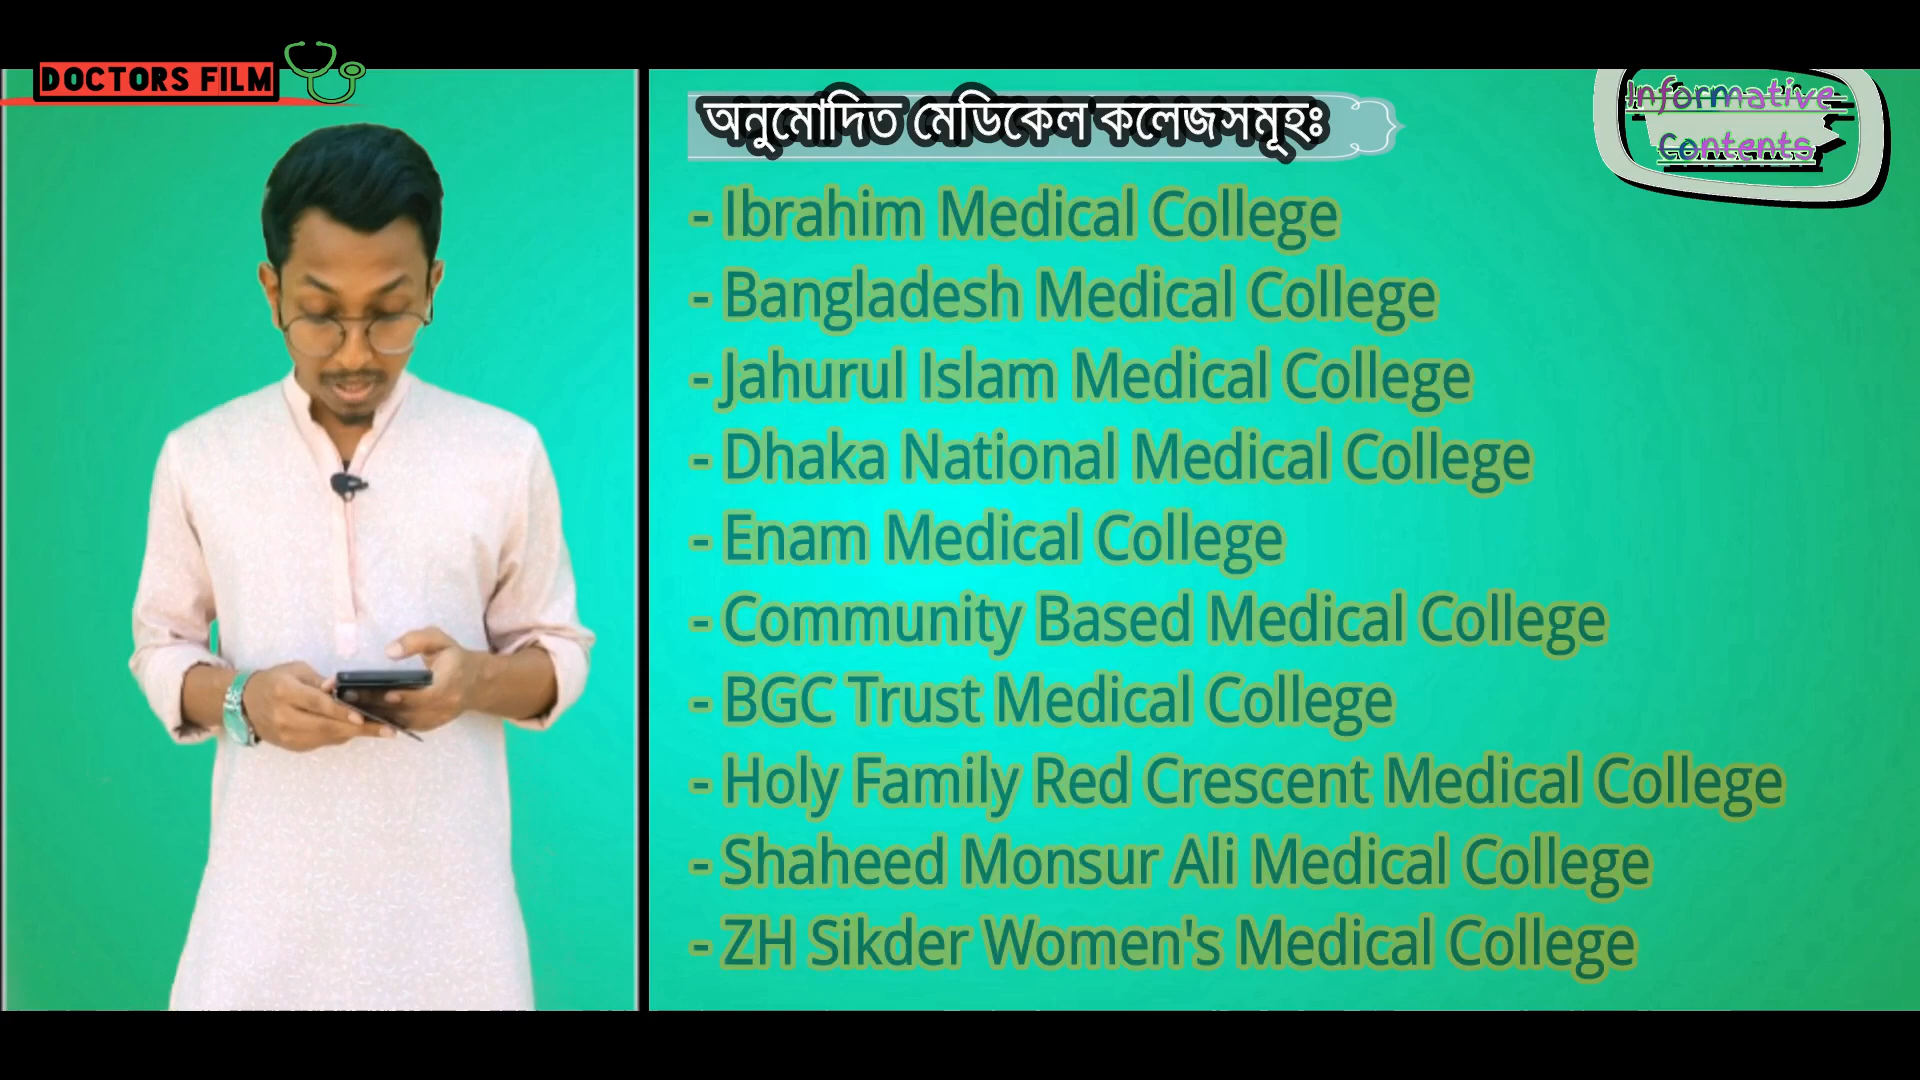 DOCTORS FILM
Informative
Contents
অনুমোদিত মেডিকেল কলেজসমূহঃ
- Ibrahim Medical College
- Bangladesh Medical College
- Jahurul Islam Medical College
- Dhaka National Medical College
- Enam Medical College
- Community Based Medical College
- BGC Trust Medical College
- Holy Family Red Crescent Medical College
- Shaheed Monsur Ali Medical College
- ZH Sikder Women's Medical College